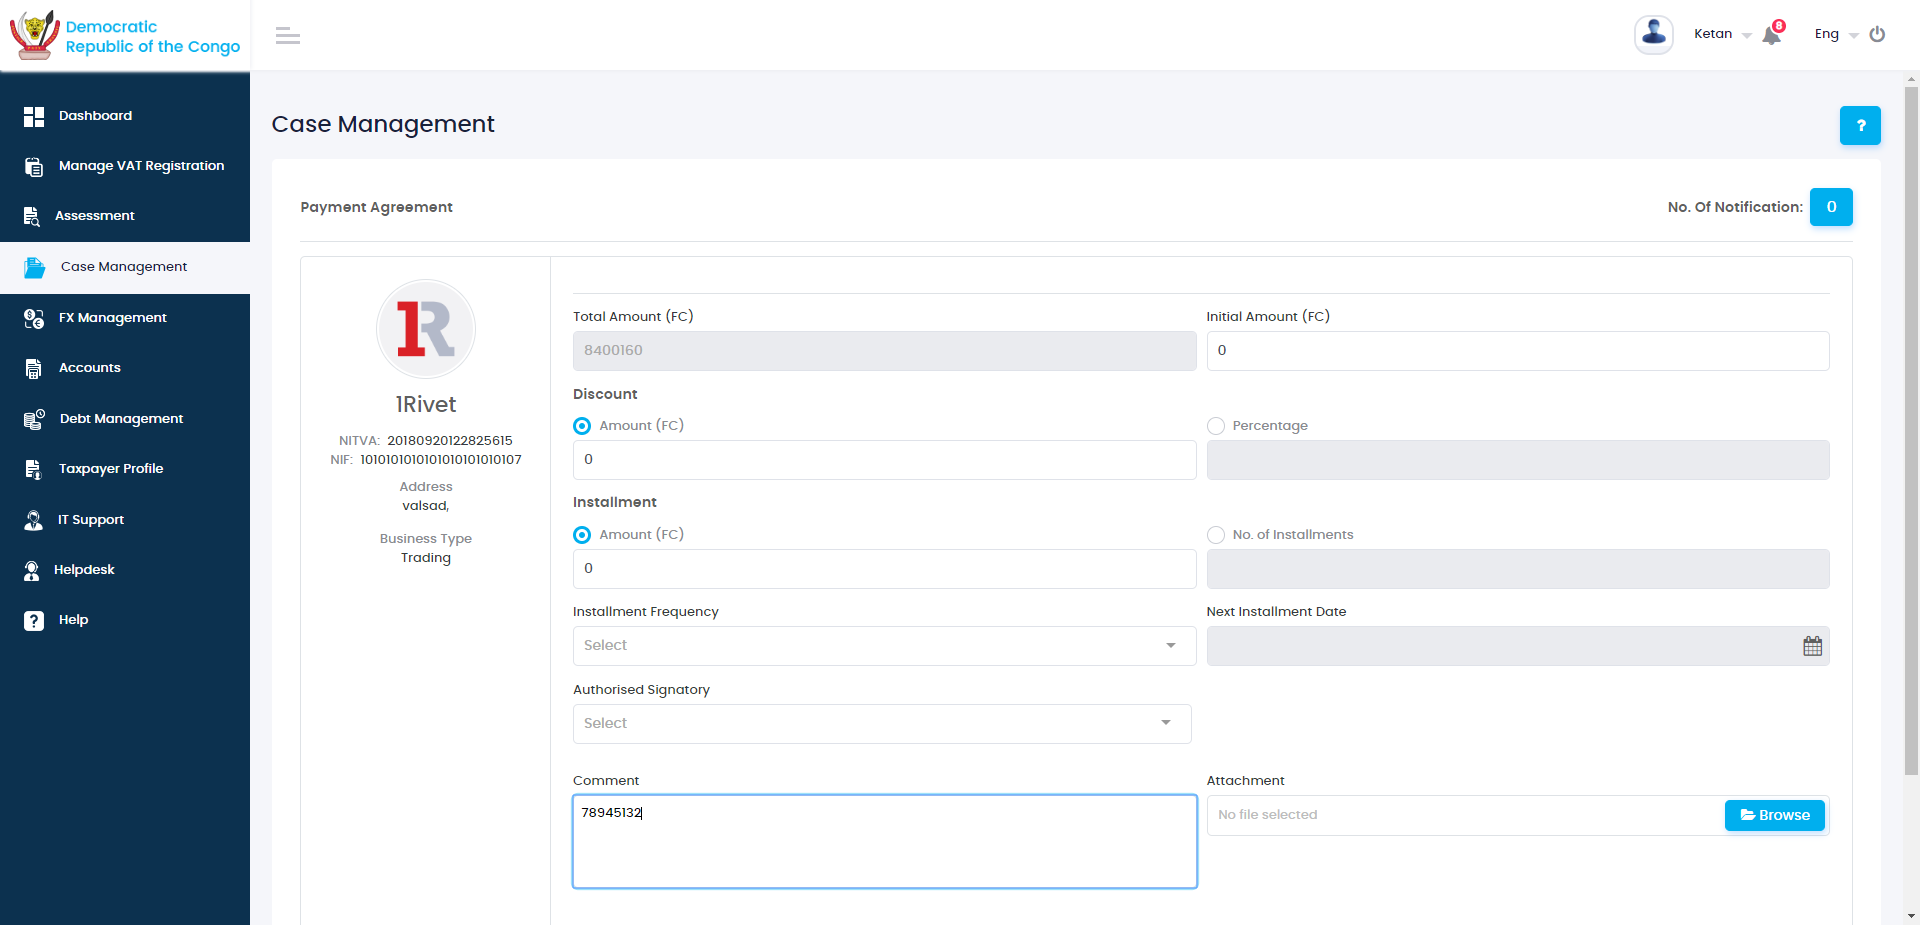 Democratic
Republic of the Congo
Ketan
8
Eng
Dashboard
Manage VAT Registration
Assessment
Case Management
FX Management
Accounts
Debt Management
Taxpayer Profile
IT Support
Helpdesk
? Help
Case Management
?
Payment Agreement
No. Of Notification: 0
1R
1Rivet
NITVA: 20180920122825615
NIF: 1010101010101010101010107
Address
valsad,
Business Type
Trading
Total Amount (FC)
Initial Amount (FC)
8400160
0
Discount
Amount (FC)
Percentage
0
Installment
Amount (FC)
No. of Installments
0
Installment Frequency
Next Installment Date
Select
Authorised Signatory
Select
Comment
Attachment
78945132
No file selected
Browse